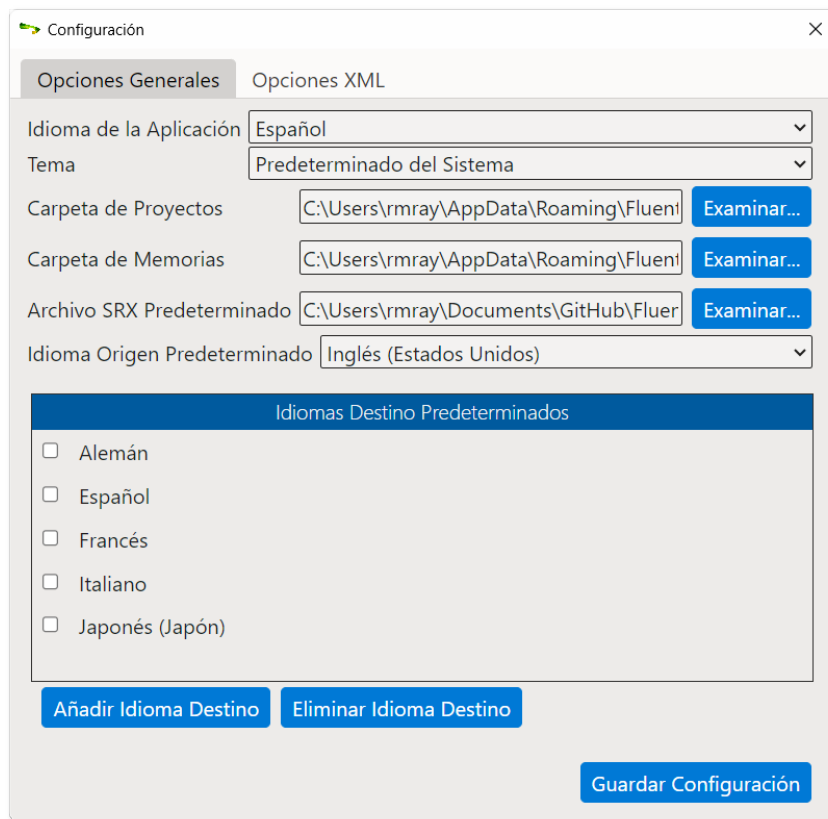 Configuración
Opciones Generales Opciones XML
Idioma de la Aplicación Español
Tema Predeterminado del Sistema
Carpeta de Proyectos C:\Users\rmray\AppData\Roaming\Fluent Examinar...
Carpeta de Memorias C:\Users\rmray\AppData\Roaming\Fluent Examinar...
Archivo SRX Predeterminado C:\Users\rmray\Documents\GitHub\Fluen Examinar...
Idioma Origen Predeterminado Inglés (Estados Unidos)
Idiomas Destino Predeterminados
Alemán
Español
Francés
Italiano
Japonés (Japón)
Añadir Idioma Destino Eliminar Idioma Destino
Guardar Configuración